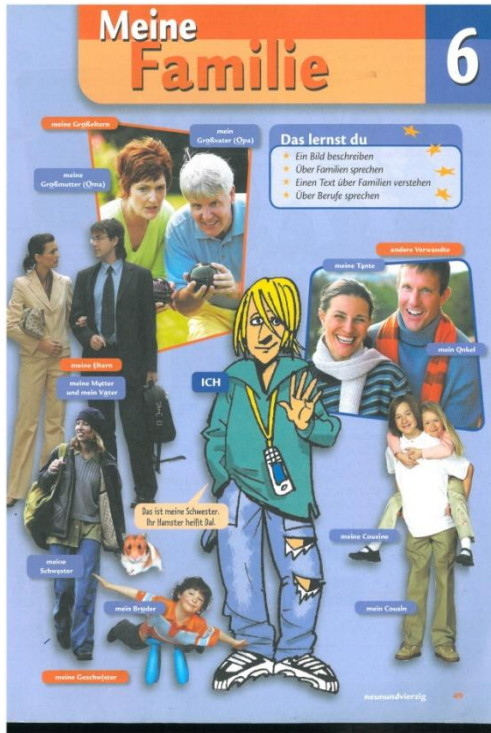 Meine
Familie
6
meine Großeltern
mein
Großvater (Opa)
meine
Großmutter (Oma)
Das lernst du
Ein Bild beschreiben
Über Familien sprechen
Einen Text über Familien verstehen
Über Berufe sprechen
andere Verwandte
meine Tante
mein Onkel
meine Eltern
meine Mutter
und mein Vater
ICH
Das ist meine Schwester.
Ihr Hamster heißt Dal.
meine
Schwester
mein Bruder
meine Cousine
mein Cousin
meine Geschwister
neunundvierzig 49